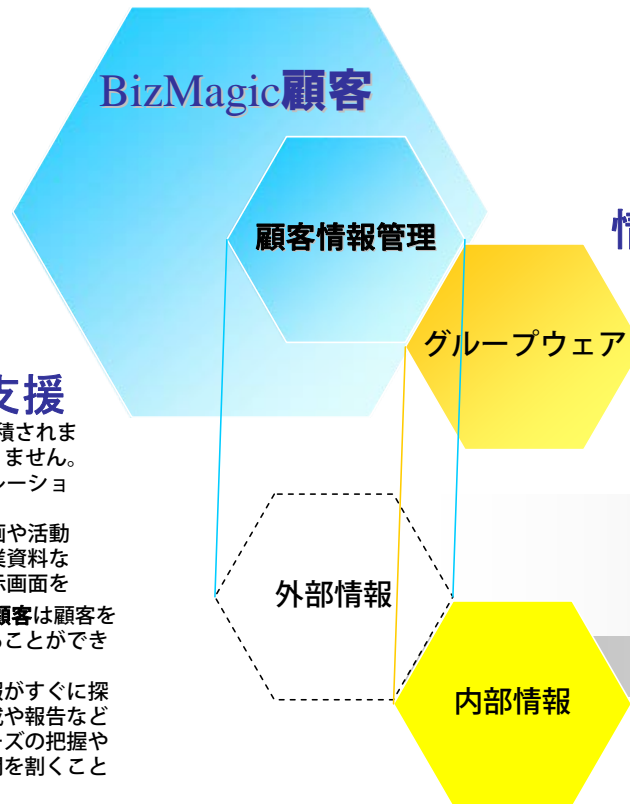 BizMagic顧客
顧客情報管理
情
グループウェア
支援
積されま
ません。
レーショ
画や活動
業資料な
示画面を
顧客は顧客を
ることができ
報がすぐに探
成や報告など
ーズの把握や
間を割くこと
外部情報
内部情報